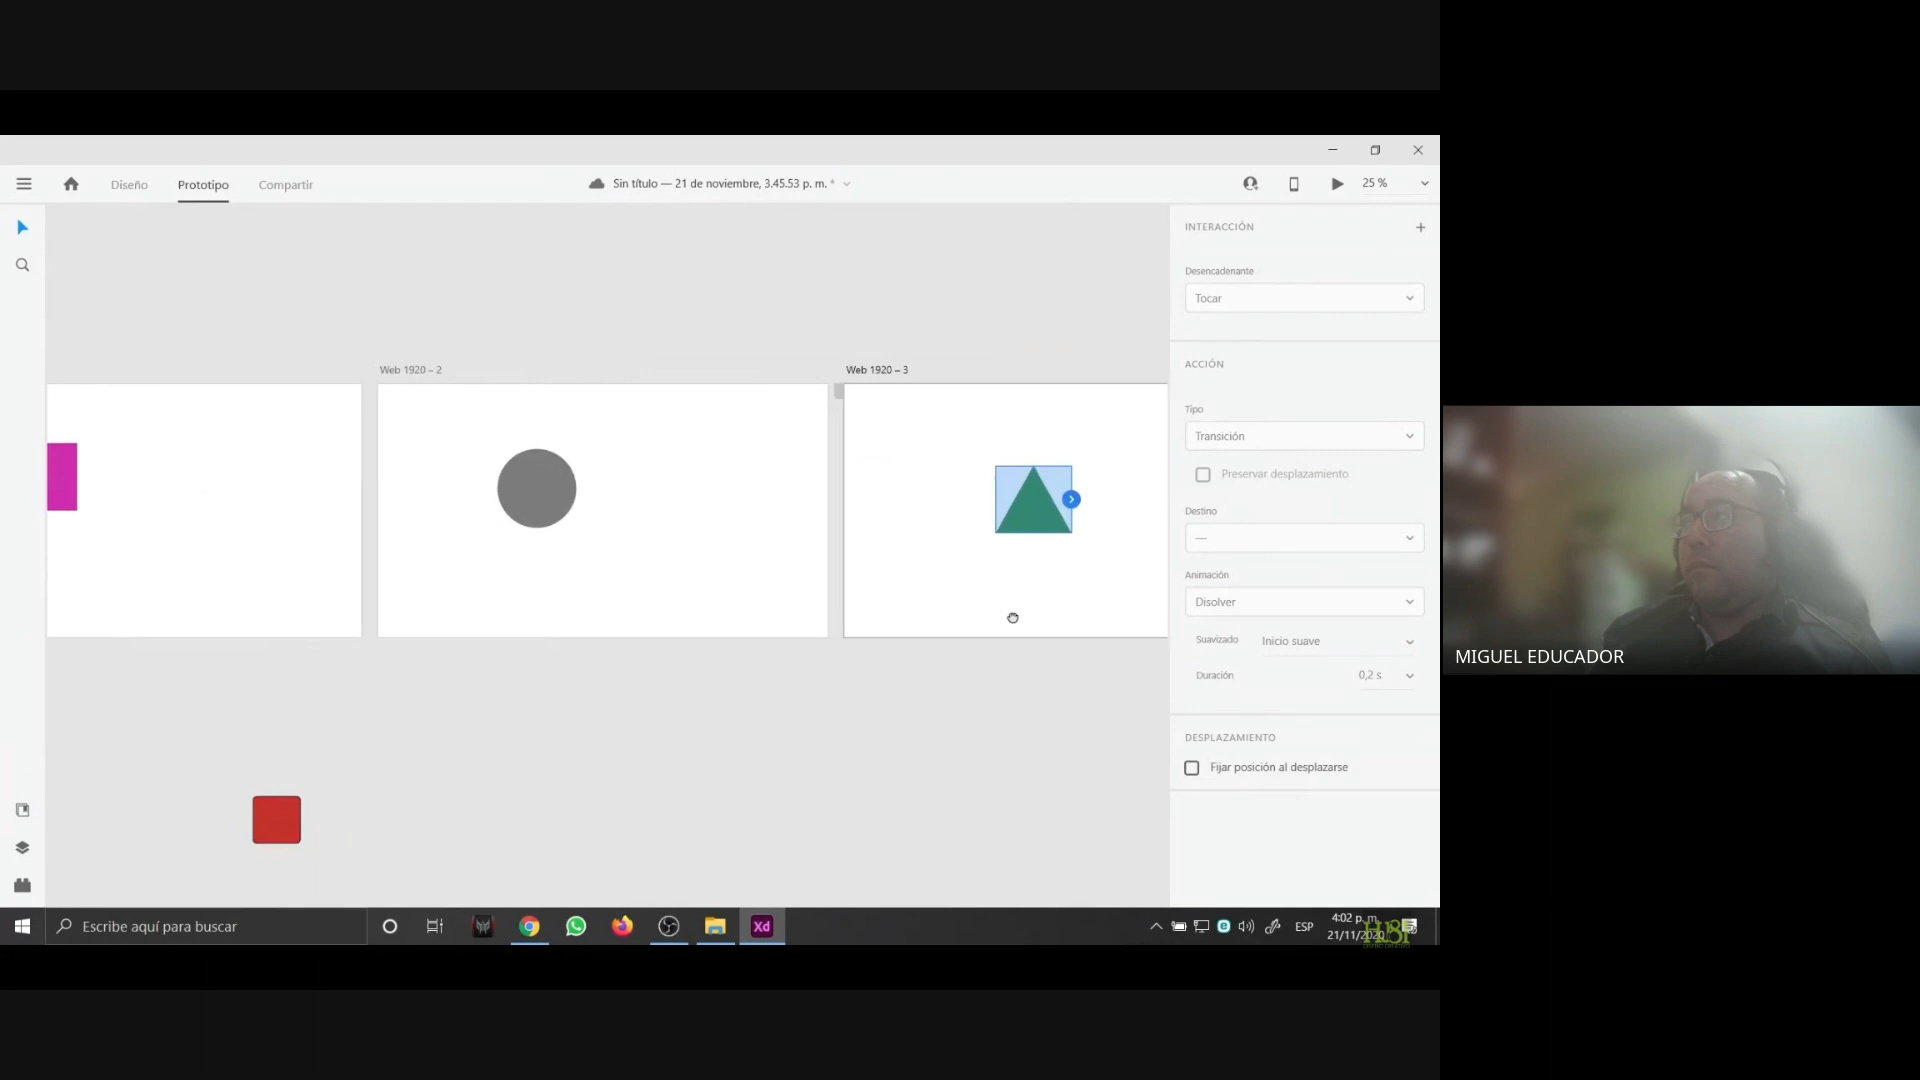 Diseño
Prototipo
Compartir
Sin título — 21 de noviembre, 3.45.53 p. m. *
25 %
INTERACCIÓN
Desencadenante
Tocar
Web 1920 – 2
Web 1920 – 3
ACCIÓN
Tipo
Transición
Preservar desplazamiento
Destino
—
Animación
Disolver
Suavizado Inicio suave
Duración 0,2 s
DESPLAZAMIENTO
Fijar posición al desplazarse
MIGUEL EDUCADOR
Escribe aquí para buscar
Xd
ESP
4:02 p. m.
21/11/2020